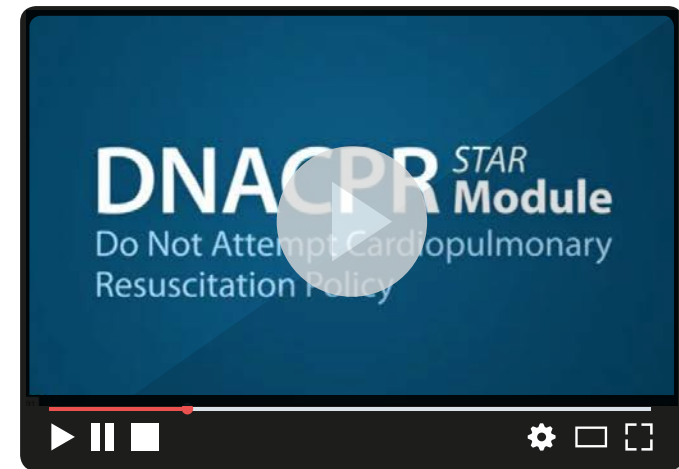 DNACPR STAR Module
Do Not Attempt Cardiopulmonary
Resuscitation Policy